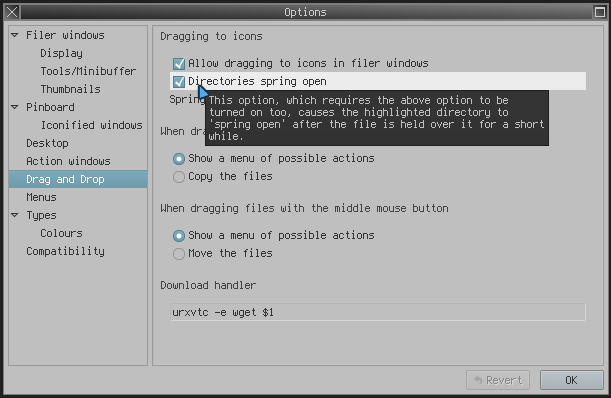 Options
Filer windows
Display
Tools/Minibuffer
Thumbnails
Pinboard
Iconified windows
Desktop
Action windows
Drag and Drop
Menus
Types
Colours
Compatibility
Dragging to icons
Allow dragging to icons in filer windows
Directories spring open
Spring
This option, which requires the above option to be
turned on too, causes the highlighted directory to
'spring open' after the file is held over it for a short
while.
When dra
Show a menu of possible actions
Copy the files
When dragging files with the middle mouse button
Show a menu of possible actions
Move the files
Download handler
urxvtc -e wget $1
Revert
OK